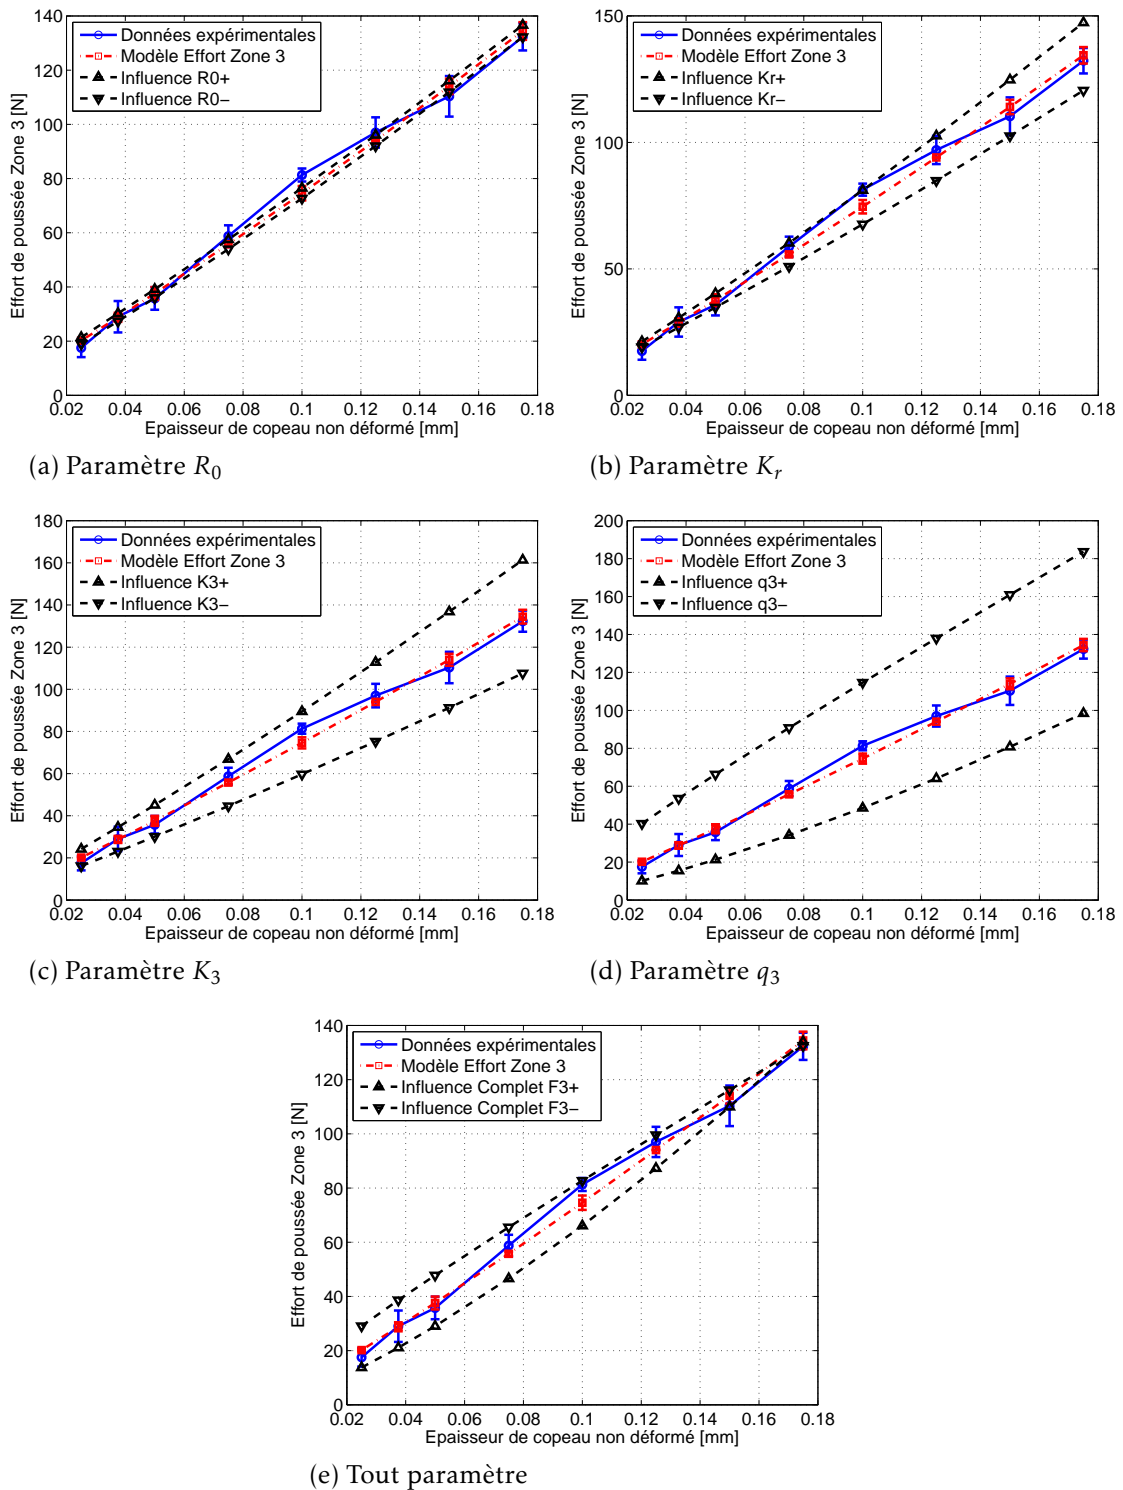 Effort de poussée Zone 3 [N]
140
120
100
80
60
40
20
0
Données expérimentales
Modèle Effort Zone 3
Influence R0+
Influence R0−
0.02 0.04 0.06 0.08 0.1 0.12 0.14 0.16 0.18
Epaisseur de copeau non déformé [mm]
(a) Paramètre R0
Effort de poussée Zone 3 [N]
150
100
50
0
Données expérimentales
Modèle Effort Zone 3
Influence Kr+
Influence Kr−
0.02 0.04 0.06 0.08 0.1 0.12 0.14 0.16 0.18
Epaisseur de copeau non déformé [mm]
(b) Paramètre Kr
Effort de poussée Zone 3 [N]
180
160
140
120
100
80
60
40
20
0
Données expérimentales
Modèle Effort Zone 3
Influence K3+
Influence K3−
0.02 0.04 0.06 0.08 0.1 0.12 0.14 0.16 0.18
Epaisseur de copeau non déformé [mm]
(c) Paramètre K3
Effort de poussée Zone 3 [N]
200
180
160
140
120
100
80
60
40
20
0
Données expérimentales
Modèle Effort Zone 3
Influence q3+
Influence q3−
0.02 0.04 0.06 0.08 0.1 0.12 0.14 0.16 0.18
Epaisseur de copeau non déformé [mm]
(d) Paramètre q3
Effort de poussée Zone 3 [N]
140
120
100
80
60
40
20
0
Données expérimentales
Modèle Effort Zone 3
Influence Complet F3+
Influence Complet F3−
0.02 0.04 0.06 0.08 0.1 0.12 0.14 0.16 0.18
Epaisseur de copeau non déformé [mm]
(e) Tout paramètre